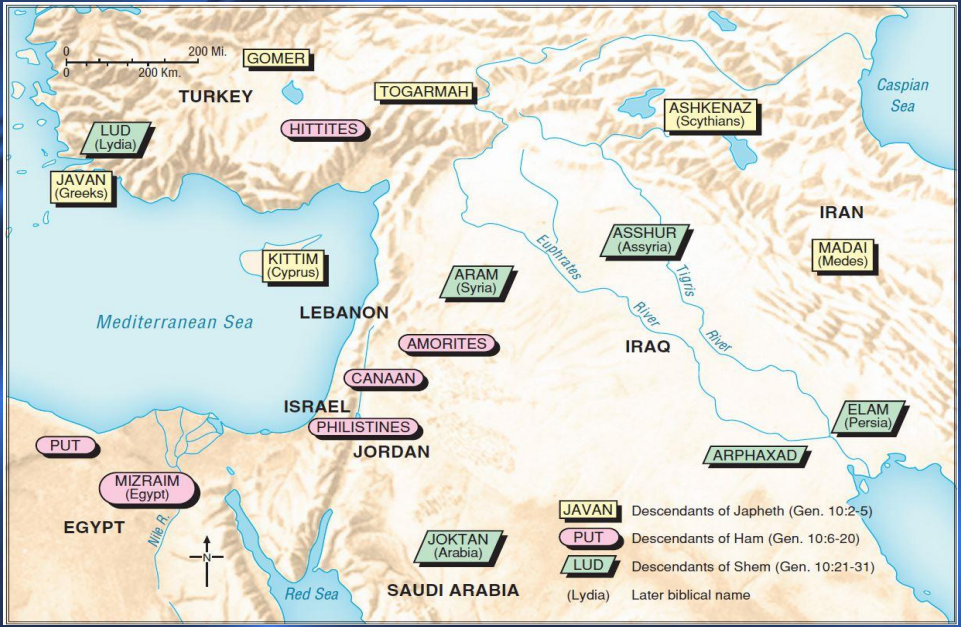 0 200 Mi.
0 200 Km.
GOMER
TURKEY
TOGARMAH
Caspian
Sea
ASHKENAZ
(Scythians)
LUD
(Lydia)
HITTITES
JAVAN
(Greeks)
IRAN
ASSHUR
(Assyria)
MADAI
(Medes)
KITTIM
(Cyprus)
Euphrates
River
ARAM
(Syria)
Tigris
River
LEBANON
Mediterranean Sea
AMORITES
IRAQ
CANAAN
ISRAEL
PHILISTINES
JORDAN
ELAM
(Persia)
PUT
ARPHAXAD
MIZRAIM
(Egypt)
EGYPT
Nile R.
N
JOKTAN
(Arabia)
SAUDI ARABIA
Red Sea
JAVAN Descendants of Japheth (Gen. 10:2-5)
PUT Descendants of Ham (Gen. 10:6-20)
LUD Descendants of Shem (Gen. 10:21-31)
(Lydia) Later biblical name